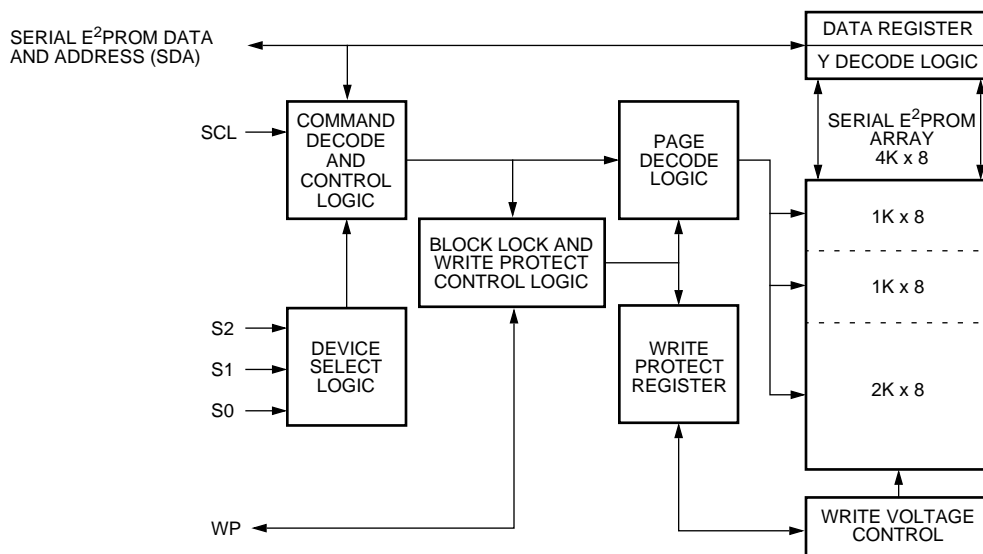 SERIAL E²PROM DATA
AND ADDRESS (SDA)
DATA REGISTER
Y DECODE LOGIC
SCL
COMMAND
DECODE
AND
CONTROL
LOGIC
PAGE
DECODE
LOGIC
SERIAL E²PROM
ARRAY
4K x 8
1K x 8
BLOCK LOCK AND
WRITE PROTECT
CONTROL LOGIC
1K x 8
S2
S1
S0
DEVICE
SELECT
LOGIC
WRITE
PROTECT
REGISTER
2K x 8
WP
WRITE VOLTAGE
CONTROL